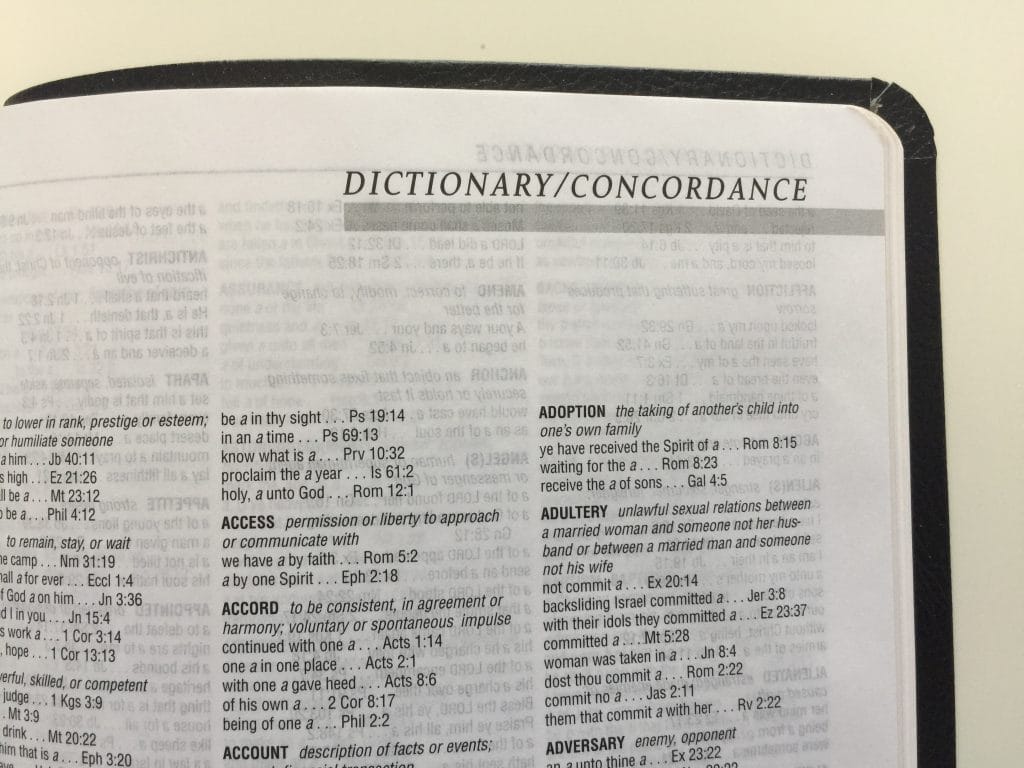 DICTIONARY/CONCORDANCE
to lower in rank, prestige or esteem;
or humiliate someone
a him . . . Jb 40:11
s high . . . Ez 21:26
ll be a . . . Mt 23:12
o be a . . . Phil 4:12
to remain, stay, or wait
he camp . . . Nm 31:19
hall a for ever . . . Eccl 1:4
f God a on him . . . Jn 3:36
d I in you . . . Jn 15:4
s work a . . . 1 Cor 3:14
, hope . . . 1 Cor 13:13
verful, skilled, or competent
judge . . . 1 Kgs 3:9
. . . Mt 3:9
drink . . . Mt 20:22
him that is a . . . Eph 3:20
be a in thy sight . . . Ps 19:14
in an a time . . . Ps 69:13
know what is a . . . Prv 10:32
proclaim the a year . . . Is 61:2
holy, a unto God . . . Rom 12:1
ACCESS permission or liberty to approach
or communicate with
we have a by faith . . . Rom 5:2
a by one Spirit . . . Eph 2:18
ACCORD to be consistent, in agreement or
harmony; voluntary or spontaneous impulse
continued with one a . . . Acts 1:14
one a in one place . . . Acts 2:1
with one a gave heed . . . Acts 8:6
of his own a . . . 2 Cor 8:17
being of one a . . . Phil 2:2
ACCOUNT description of facts or events;
ADOPTION the taking of another's child into
one's own family
ye have received the Spirit of a . . . Rom 8:15
waiting for the a . . . Rom 8:23
receive the a of sons . . . Gal 4:5
ADULTERY unlawful sexual relations between
a married woman and someone not her hus-
band or between a married man and someone
not his wife
not commit a . . . Ex 20:14
backsliding Israel committed a . . . Jer 3:8
with their idols they committed a . . . Ez 23:37
committed a . . . Mt 5:28
woman was taken in a . . . Jn 8:4
dost thou commit a . . . Rom 2:22
commit no a . . . Jas 2:11
them that commit a with her . . . Rv 2:22
ADVERSARY enemy, opponent
an a unto thine a . . . Ex 23:22